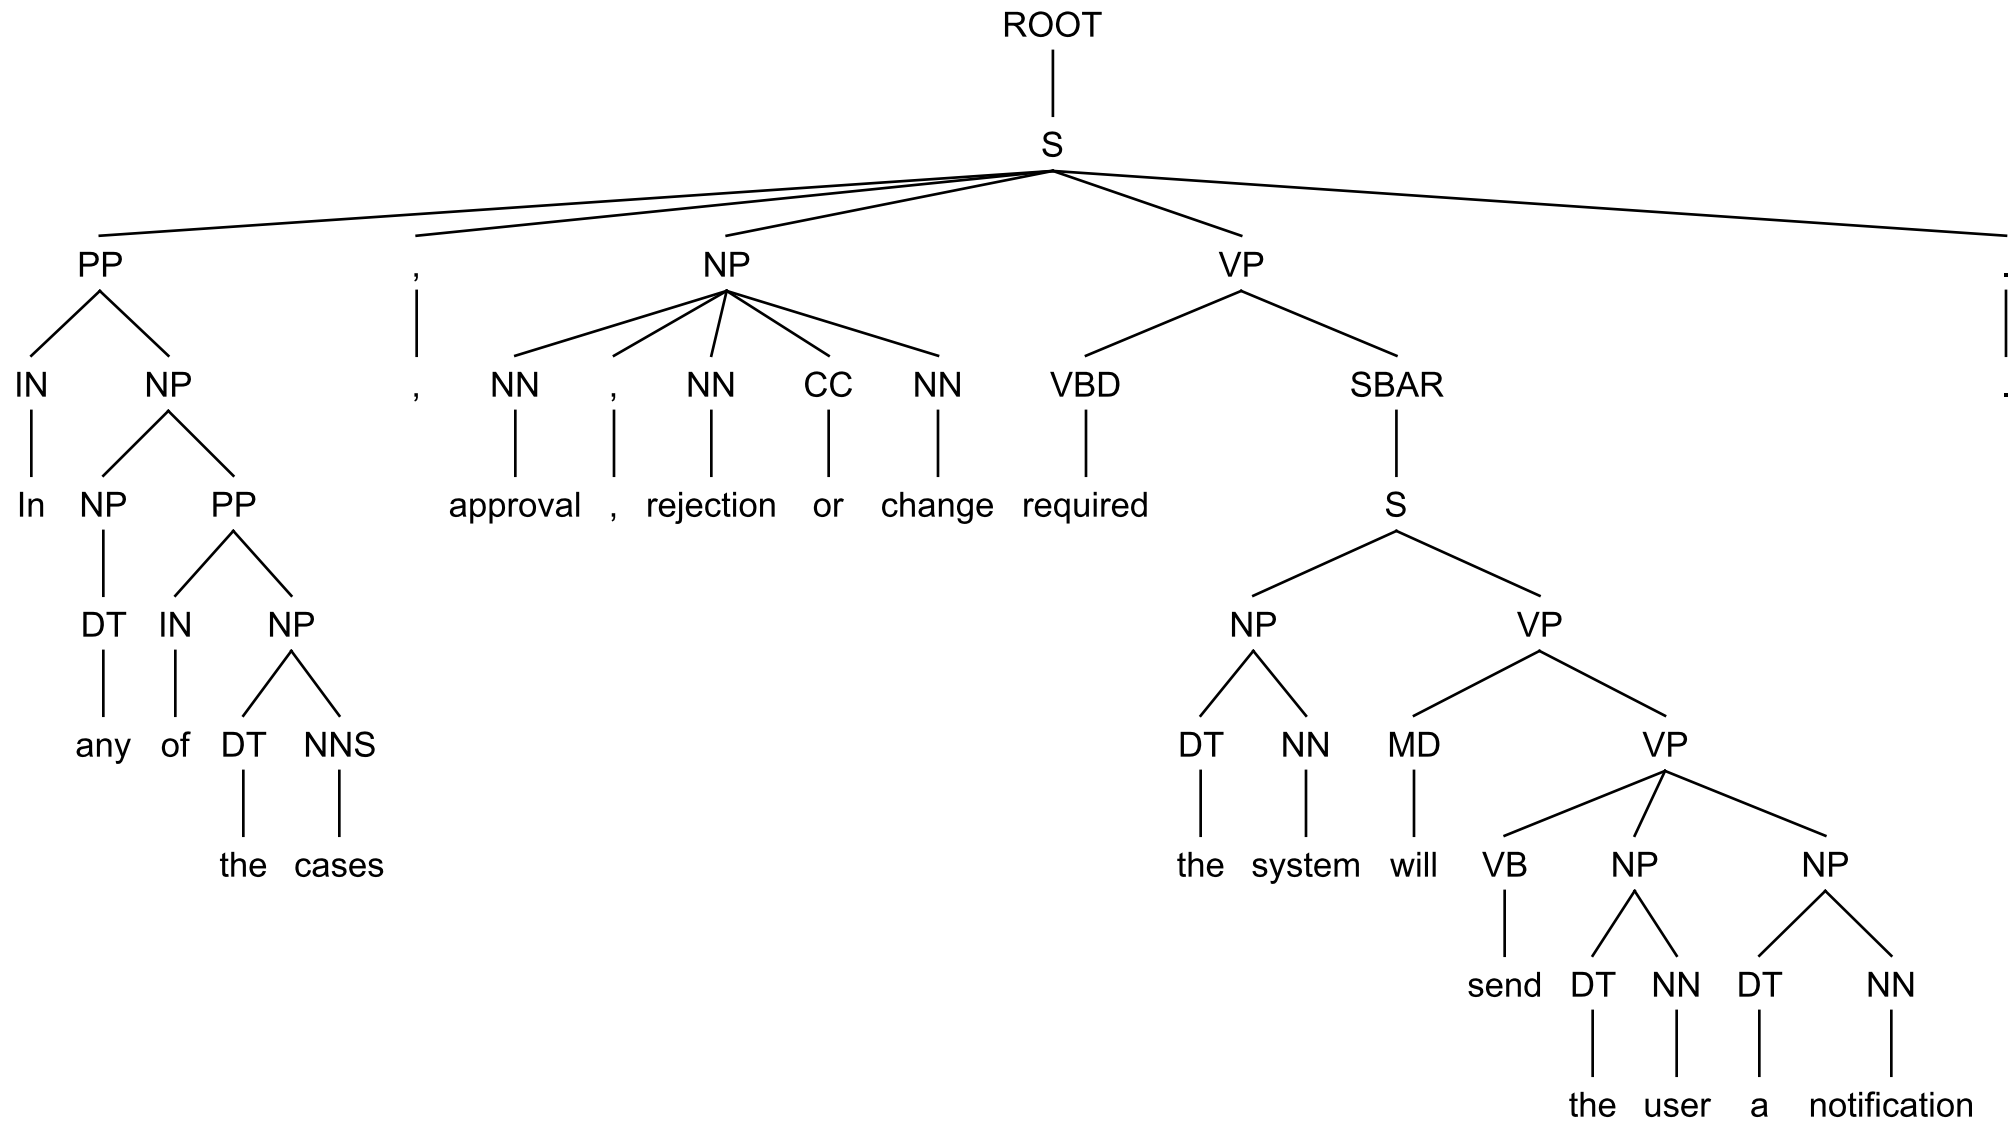 ROOT
S
PP , NP VP .
IN NP , NN , NN CC NN VBD SBAR .
In NP PP approval , rejection or change required S
DT IN NP NP VP
any of DT NNS DT NN MD VP
the cases the system will VB NP NP
send DT NN DT NN
the user a notification